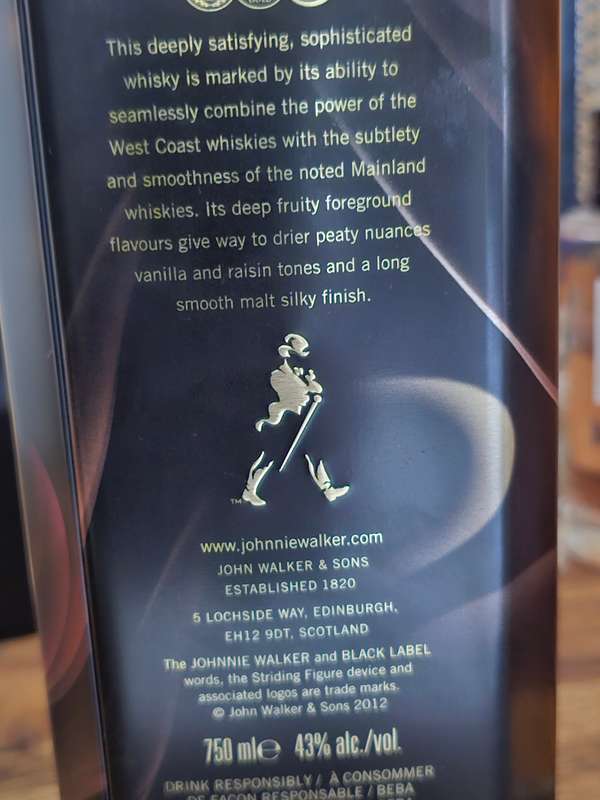 This deeply satisfying, sophisticated
whisky is marked by its ability to
seamlessly combine the power of the
West Coast whiskies with the subtlety
and smoothness of the noted Mainland
whiskies. Its deep fruity foreground
flavours give way to drier peaty nuances
vanilla and raisin tones and a long
smooth malt silky finish.
TM
www.johnniewalker.com
JOHN WALKER & SONS
ESTABLISHED 1820
5 LOCHSIDE WAY, EDINBURGH,
EH12 9DT, SCOTLAND
The JOHNNIE WALKER and BLACK LABEL
words, the Striding Figure device and
associated logos are trade marks.
© John Walker & Sons 2012
750 ml℮ 43% alc./vol.
DRINK RESPONSIBLY / À CONSOMMER
DE FAÇON RESPONSABLE / BEBA